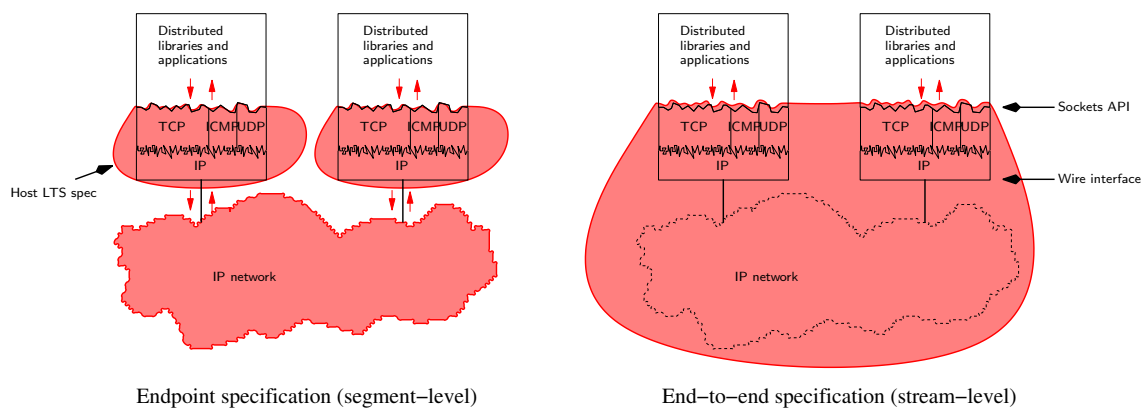 Distributed
libraries and
applications
Distributed
libraries and
applications
Distributed
libraries and
applications
Distributed
libraries and
applications
Sockets API
TCP
ICMP
UDP
TCP
ICMP
UDP
TCP
ICMP
UDP
TCP
ICMP
UDP
IP
IP
IP
IP
Host LTS spec
Wire interface
IP network
IP network
Endpoint specification (segment−level)
End−to−end specification (stream−level)